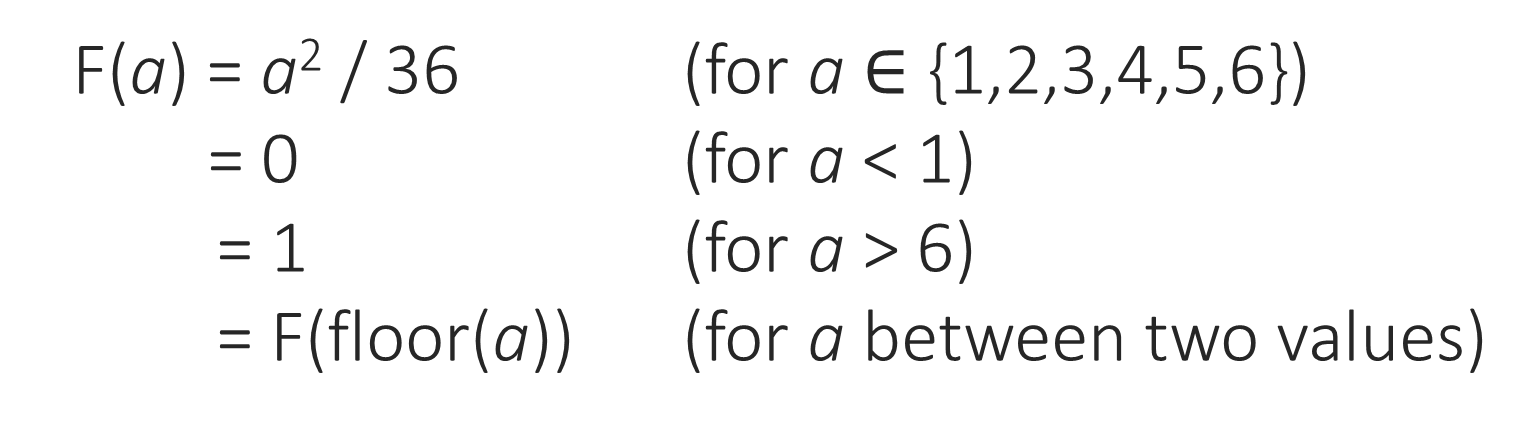 F(a) = a² / 36 (for a ∈ {1,2,3,4,5,6})
= 0 (for a < 1)
= 1 (for a > 6)
= F(floor(a)) (for a between two values)